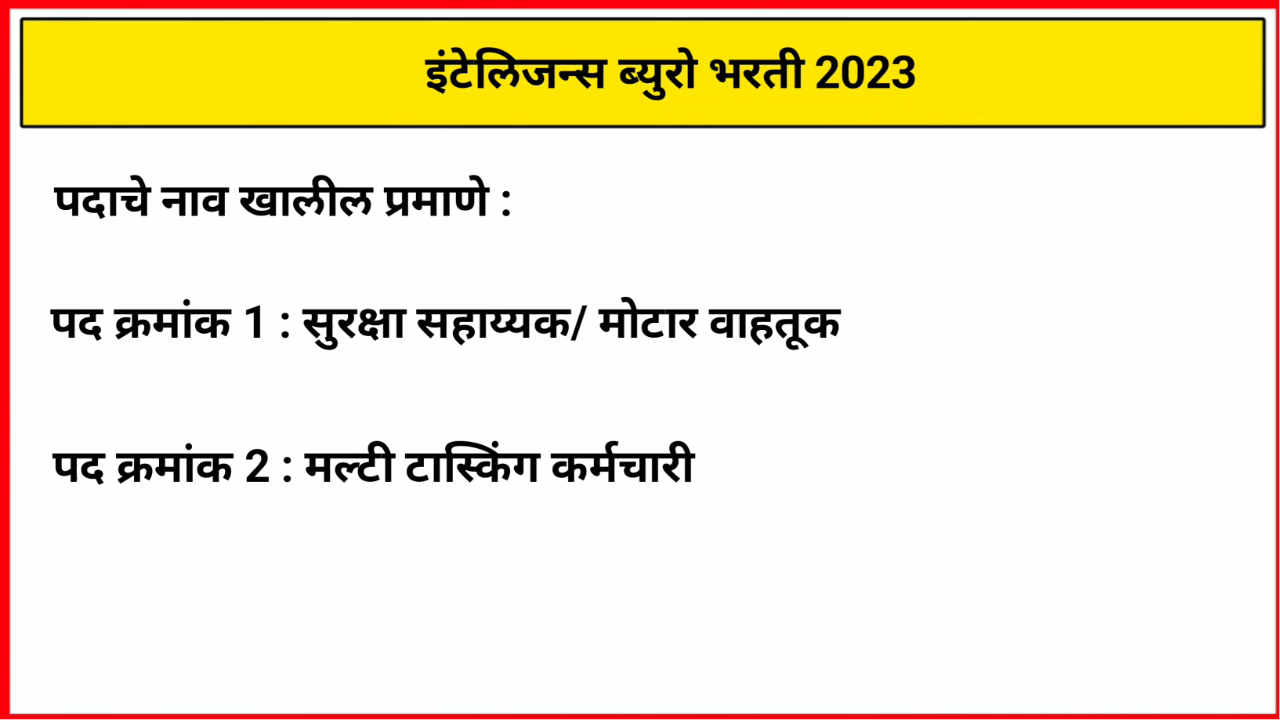 इंटेलिजन्स ब्युरो भरती 2023
पदाचे नाव खालील प्रमाणे :
पद क्रमांक 1 : सुरक्षा सहाय्यक/ मोटार वाहतूक
पद क्रमांक 2 : मल्टी टास्किंग कर्मचारी